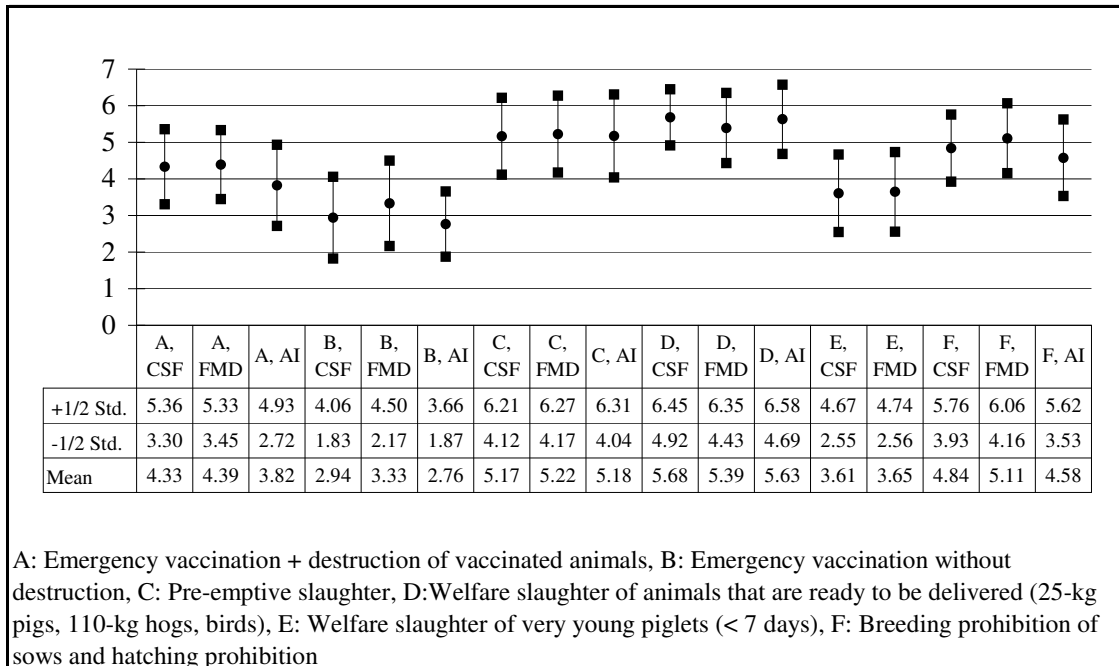 7
6
5
4
3
2
1
0
A, CSF A, FMD A, AI B, CSF B, FMD B, AI C, CSF C, FMD C, AI D, CSF D, FMD D, AI E, CSF E, FMD F, CSF F, FMD F, AI
+1/2 Std. 5.36 5.33 4.93 4.06 4.50 3.66 6.21 6.27 6.31 6.45 6.35 6.58 4.67 4.74 5.76 6.06 5.62
-1/2 Std. 3.30 3.45 2.72 1.83 2.17 1.87 4.12 4.17 4.04 4.92 4.43 4.69 2.55 2.56 3.93 4.16 3.53
Mean 4.33 4.39 3.82 2.94 3.33 2.76 5.17 5.22 5.18 5.68 5.39 5.63 3.61 3.65 4.84 5.11 4.58
A: Emergency vaccination + destruction of vaccinated animals, B: Emergency vaccination without
destruction, C: Pre-emptive slaughter, D:Welfare slaughter of animals that are ready to be delivered (25-kg
pigs, 110-kg hogs, birds), E: Welfare slaughter of very young piglets (< 7 days), F: Breeding prohibition of
sows and hatching prohibition